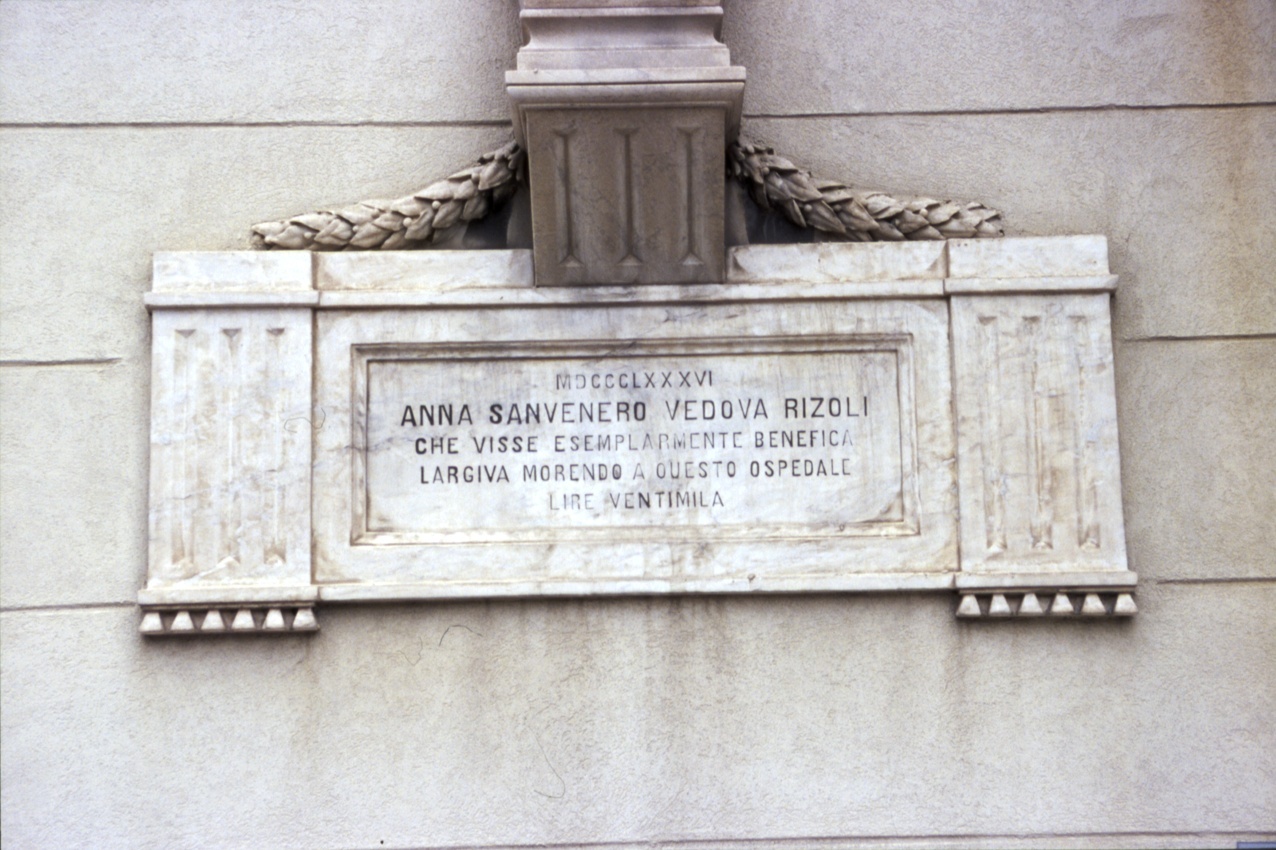 MDCCCLXXXVI
ANNA SANVENERO VEDOVA RIZOLI
CHE VISSE ESEMPLARMENTE BENEFICA
LARGIVA MORENDO A QUESTO OSPEDALE
LIRE VENTIMILA